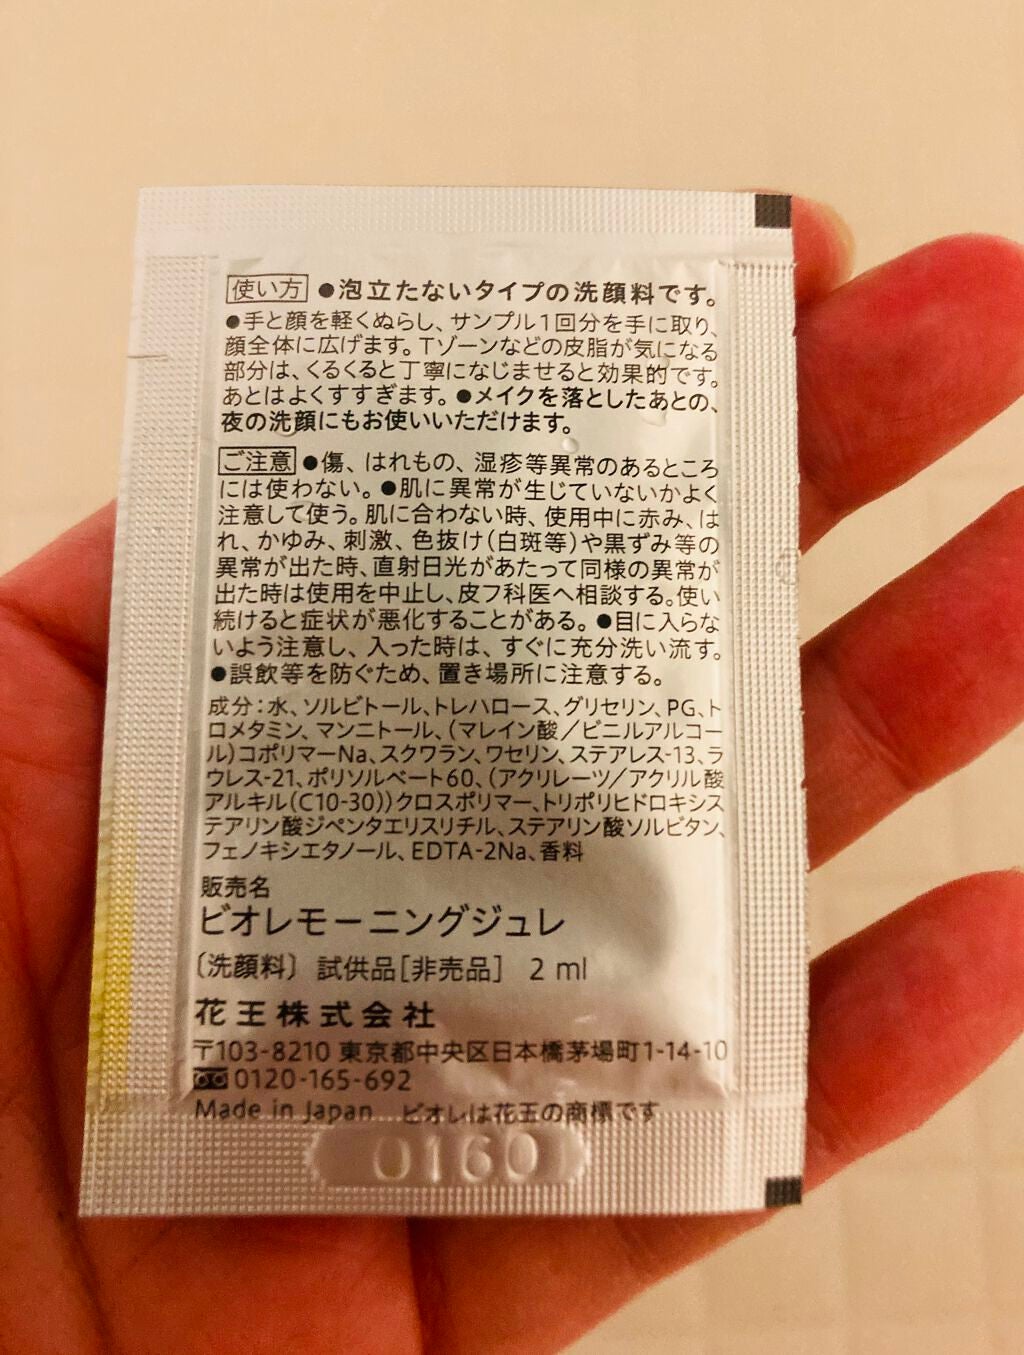 使い方 ●泡立たないタイプの洗顔料です。
●手と顔を軽くぬらし、サンプル1回分を手に取り、
顔全体に広げます。Tゾーンなどの皮脂が気になる
部分は、くるくると丁寧になじませると効果的です。
あとはよくすすぎます。●メイクを落としたあとの、
夜の洗顔にもお使いいただけます。
ご注意 ●傷、はれもの、湿疹等異常のあるところ
には使わない。●肌に異常が生じていないかよく
注意して使う。肌に合わない時、使用中に赤み、は
れ、かゆみ、刺激、色抜け(白斑等)や黒ずみ等の
異常が出た時、直射日光があたって同様の異常が
出た時は使用を中止し、皮フ科医へ相談する。使い
続けると症状が悪化することがある。●目に入らな
いよう注意し、入った時は、すぐに充分洗い流す。
●誤飲等を防ぐため、置き場所に注意する。
成分:水、ソルビトール、トレハロース、グリセリン、PG、ト
ロメタミン、マンニトール、(マレイン酸/ビニルアルコー
ル)コポリマーNa、スクワラン、ワセリン、ステアレス-13、ラ
ウレス-21、ポリソルベート60、(アクリレーツ/アクリル酸
アルキル(C10-30))クロスポリマー、トリポリヒドロキシス
テアリン酸ジペンタエリスリチル、ステアリン酸ソルビタン、
フェノキシエタノール、EDTA-2Na、香料
販売名
ビオレモーニングジュレ
〔洗顔料〕 試供品[非売品] 2 ml
花王株式会社
〒103-8210 東京都中央区日本橋茅場町1-14-10
0120-165-692
Made in Japan ビオレは花王の商標です
0160